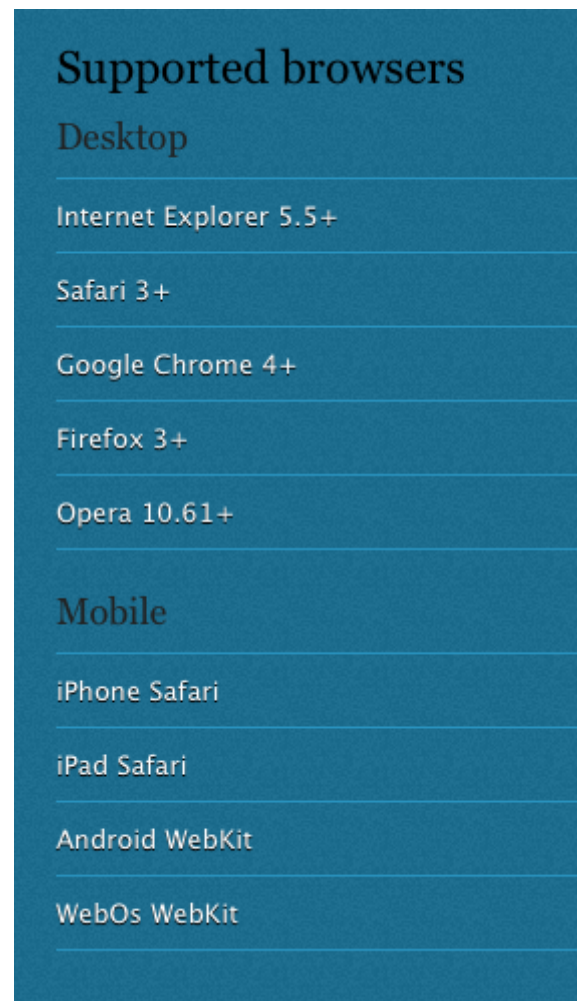 Supported browsers
Desktop
Internet Explorer 5.5+
Safari 3+
Google Chrome 4+
Firefox 3+
Opera 10.61+
Mobile
iPhone Safari
iPad Safari
Android WebKit
WebOs WebKit